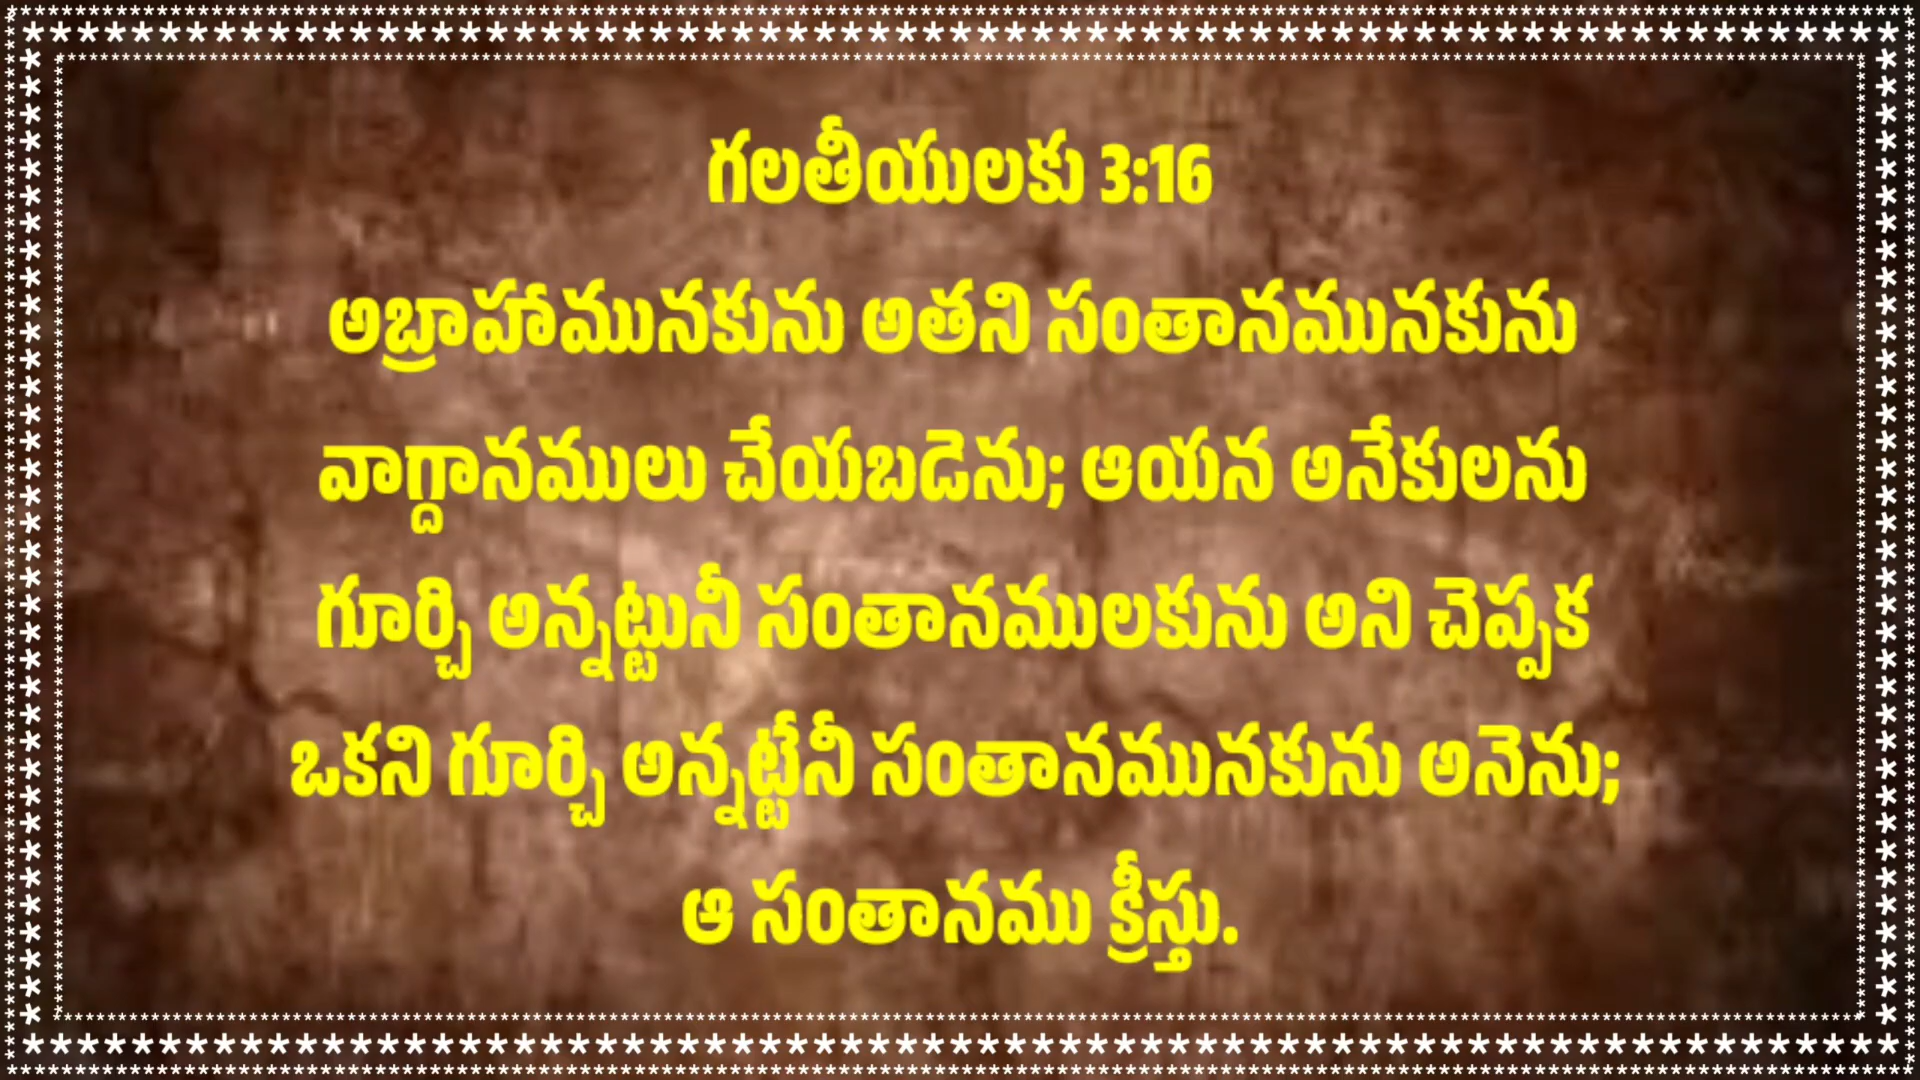 గలతీయులకు 3:16
అబ్రాహామునకును అతని సంతానమునకును
వాగ్దానములు చేయబడెను; ఆయన అనేకులను
గూర్చి అన్నట్టునీ సంతానములకును అని చెప్పక
ఒకని గూర్చి అన్నట్టేనీ సంతానమునకును అనెను;
ఆ సంతానము క్రీస్తు.